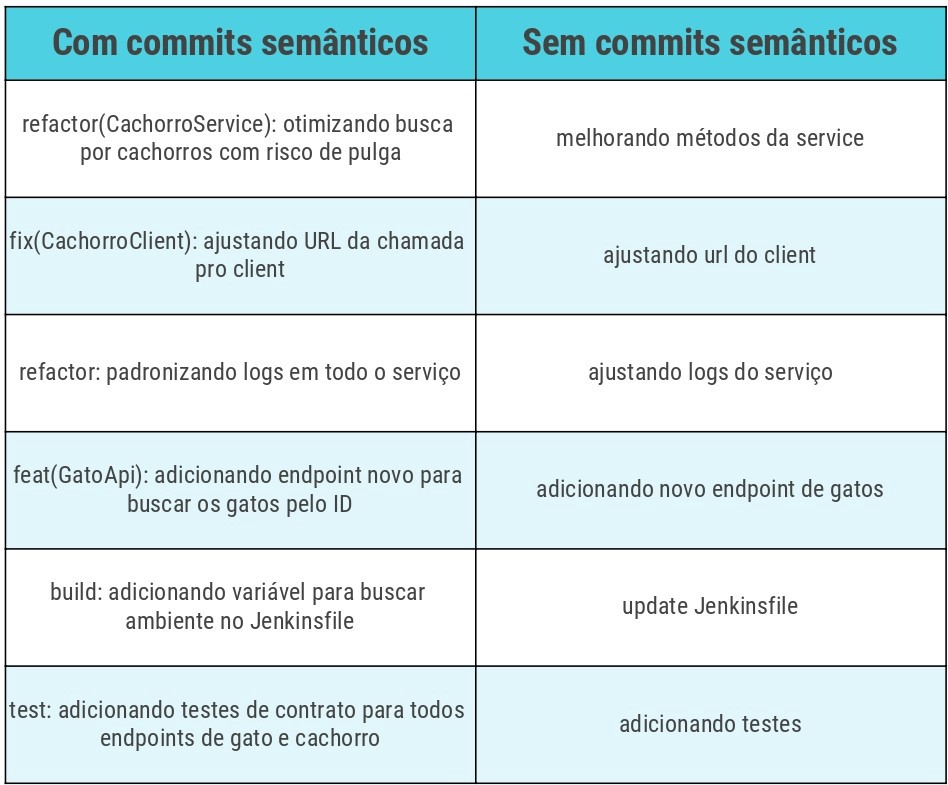 Com commits semânticos
Sem commits semânticos
refactor(CachorroService): otimizando busca
por cachorros com risco de pulga
melhorando métodos da service
fix(CachorroClient): ajustando URL da chamada
pro client
ajustando url do client
refactor: padronizando logs em todo o serviço
ajustando logs do serviço
feat(GatoApi): adicionando endpoint novo para
buscar os gatos pelo ID
adicionando novo endpoint de gatos
build: adicionando variável para buscar
ambiente no Jenkinsfile
update Jenkinsfile
test: adicionando testes de contrato para todos
endpoints de gato e cachorro
adicionando testes